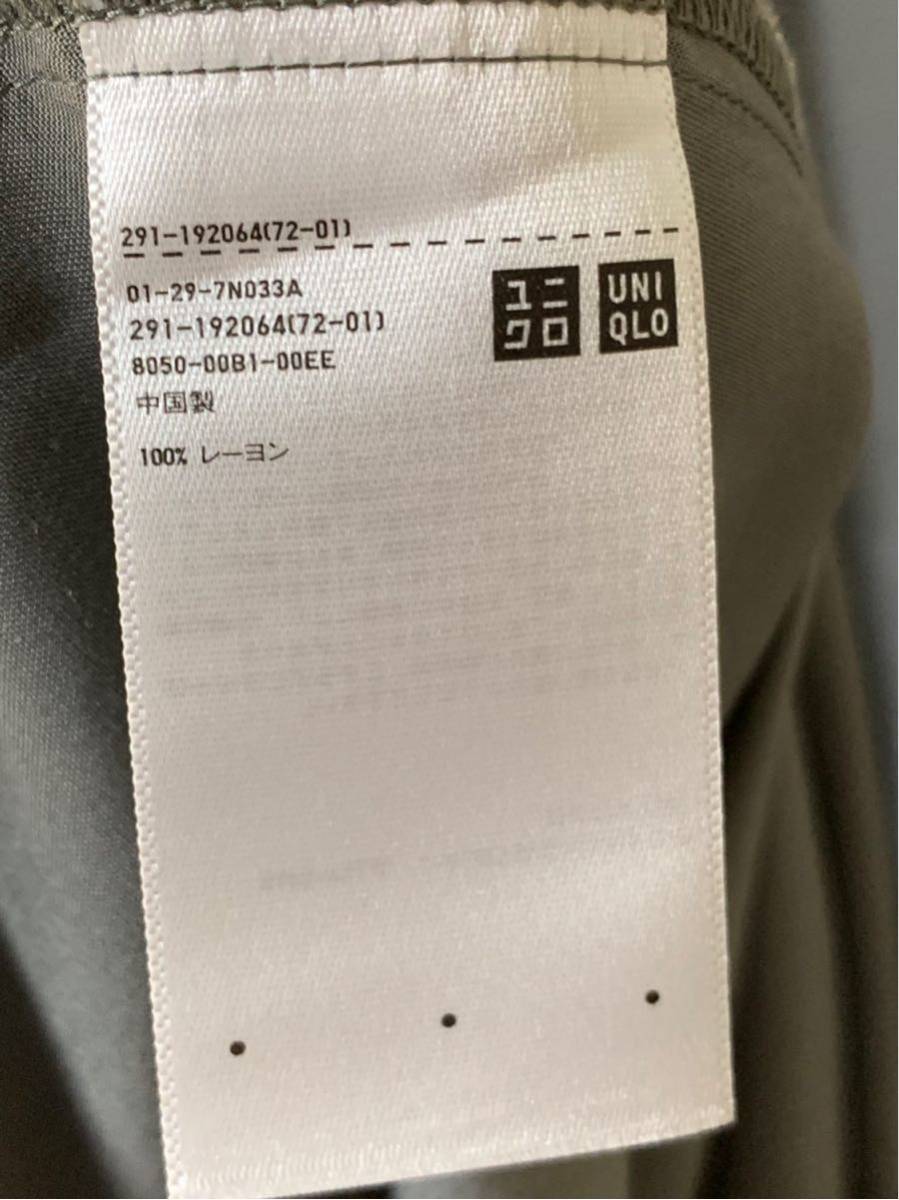 291-192064(72-01)
01-29-7N033A
291-192064(72-01)
8050-00B1-00EE
中国製
100% レーヨン
ユニ
クロ
UNI
QLO